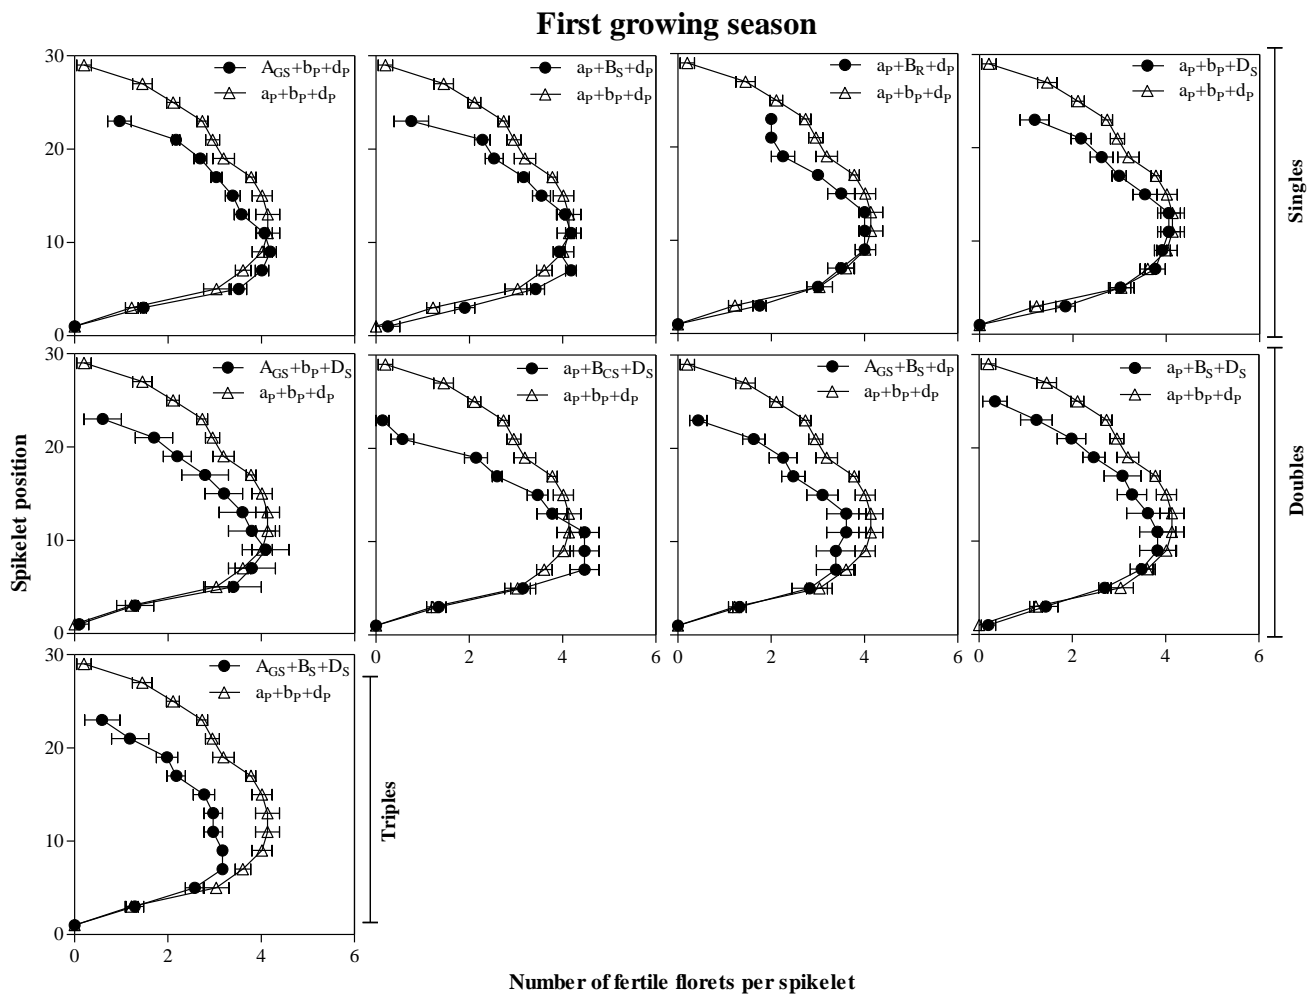 First growing season
30
20
10
0
A_GS+b_P+d_P
a_P+b_P+d_P
a_P+B_S+d_P
a_P+b_P+d_P
a_P+B_R+d_P
a_P+b_P+d_P
a_P+b_P+D_S
a_P+b_P+d_P
Singles
30
20
10
0
A_GS+b_P+D_S
a_P+b_P+d_P
a_P+B_CS+D_S
a_P+b_P+d_P
A_GS+B_S+d_P
a_P+b_P+d_P
a_P+B_S+D_S
a_P+b_P+d_P
Doubles
Spikelet position
0 2 4 6
0 2 4 6
0 2 4 6
30
20
10
0
A_GS+B_S+D_S
a_P+b_P+d_P
Triples
0 2 4 6
Number of fertile florets per spikelet